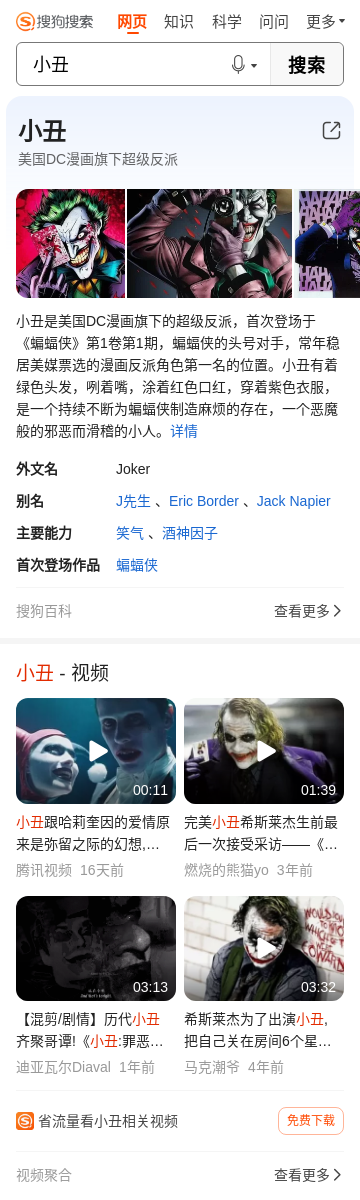 搜狗搜索 网页 知识 科学 问问 更多
小丑 搜索
小丑
美国DC漫画旗下超级反派
小丑是美国DC漫画旗下的超级反派，首次登场于
《蝙蝠侠》第1卷第1期，蝙蝠侠的头号对手，常年稳
居美媒票选的漫画反派角色第一名的位置。小丑有着
绿色头发，咧着嘴，涂着红色口红，穿着紫色衣服，
是一个持续不断为蝙蝠侠制造麻烦的存在，一个恶魔
般的邪恶而滑稽的小人。详情
外文名 Joker
别名 J先生 、Eric Border 、Jack Napier
主要能力 笑气 、酒神因子
首次登场作品 蝙蝠侠
搜狗百科 查看更多
小丑 - 视频
00:11 01:39
小丑跟哈莉奎因的爱情原
来是弥留之际的幻想,…
腾讯视频 16天前
完美小丑希斯莱杰生前最
后一次接受采访——《…
燃烧的熊猫yo 3年前
03:13 03:32
【混剪/剧情】历代小丑
齐聚哥谭!《小丑:罪恶…
迪亚瓦尔Diaval 1年前
希斯莱杰为了出演小丑,
把自己关在房间6个星…
马克潮爷 4年前
省流量看小丑相关视频 免费下载
视频聚合 查看更多